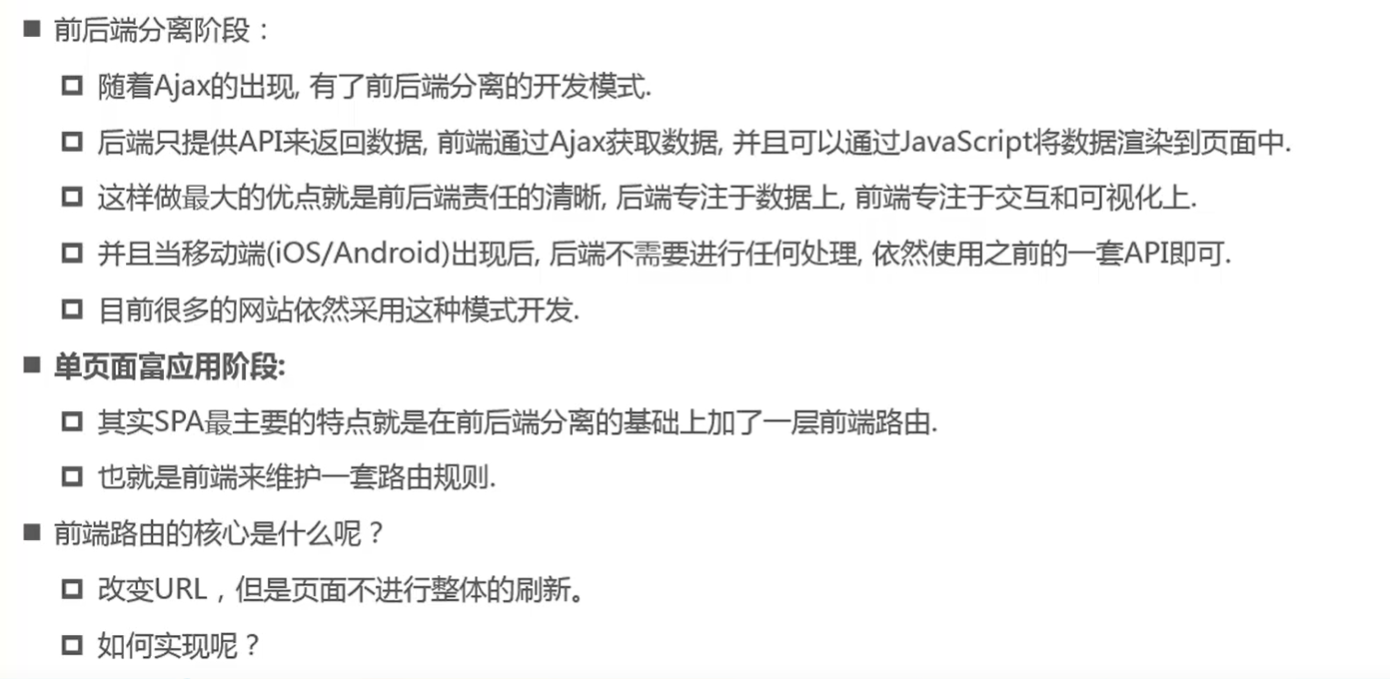 ■ 前后端分离阶段：
□ 随着Ajax的出现, 有了前后端分离的开发模式.
□ 后端只提供API来返回数据, 前端通过Ajax获取数据, 并且可以通过JavaScript将数据渲染到页面中.
□ 这样做最大的优点就是前后端责任的清晰, 后端专注于数据上, 前端专注于交互和可视化上.
□ 并且当移动端(iOS/Android)出现后, 后端不需要进行任何处理, 依然使用之前的一套API即可.
□ 目前很多的网站依然采用这种模式开发.
■ 单页面富应用阶段:
□ 其实SPA最主要的特点就是在前后端分离的基础上加了一层前端路由.
□ 也就是前端来维护一套路由规则.
■ 前端路由的核心是什么呢？
□ 改变URL，但是页面不进行整体的刷新。
□ 如何实现呢？